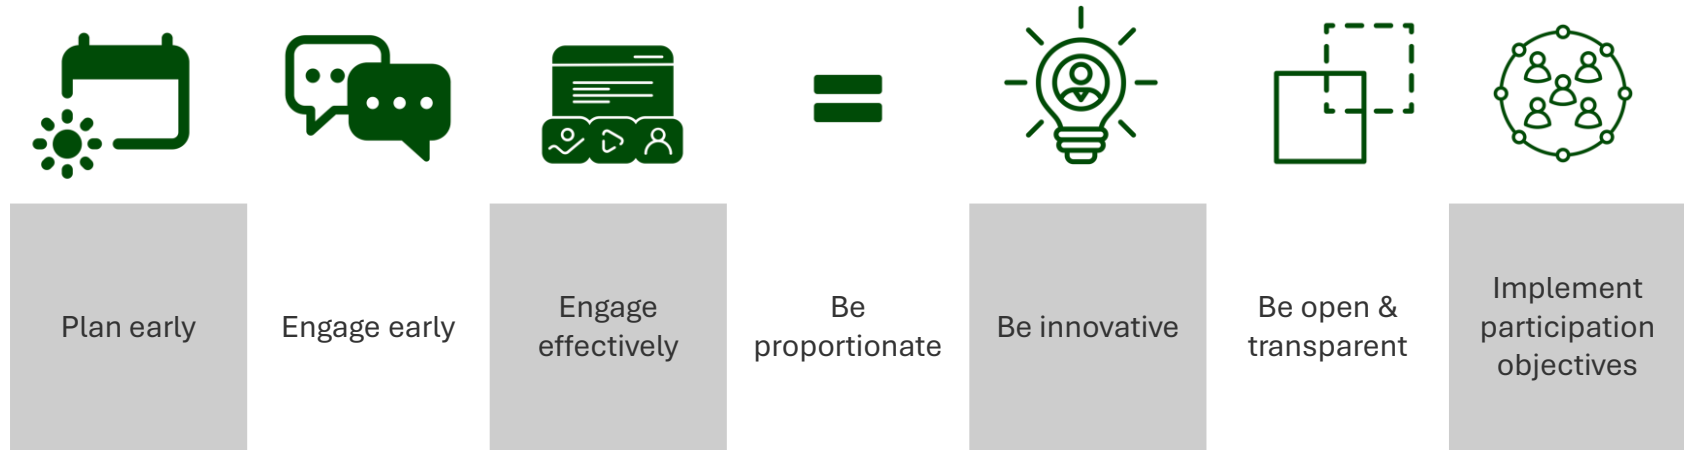 Plan early
Engage early
Engage
effectively
Be
proportionate
Be innovative
Be open &
transparent
Implement
participation
objectives